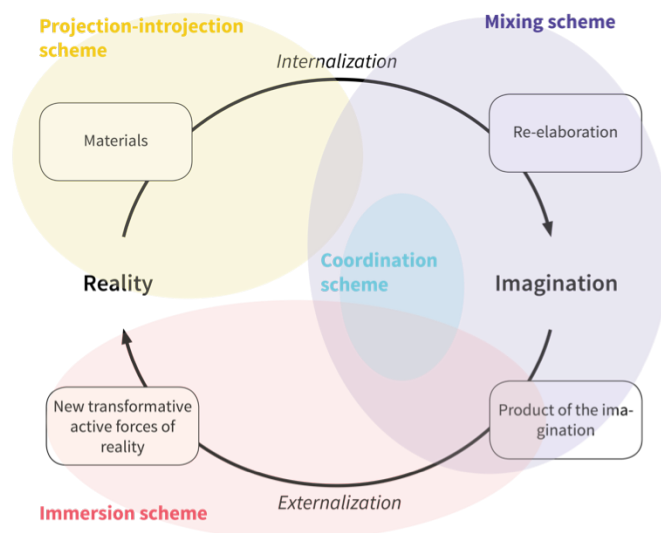 Projection-introjection
scheme
Mixing scheme
Internalization
Materials
Re-elaboration
Coordination
scheme
Reality
Imagination
New transformative
active forces of
reality
Product of the ima-
gination
Externalization
Immersion scheme